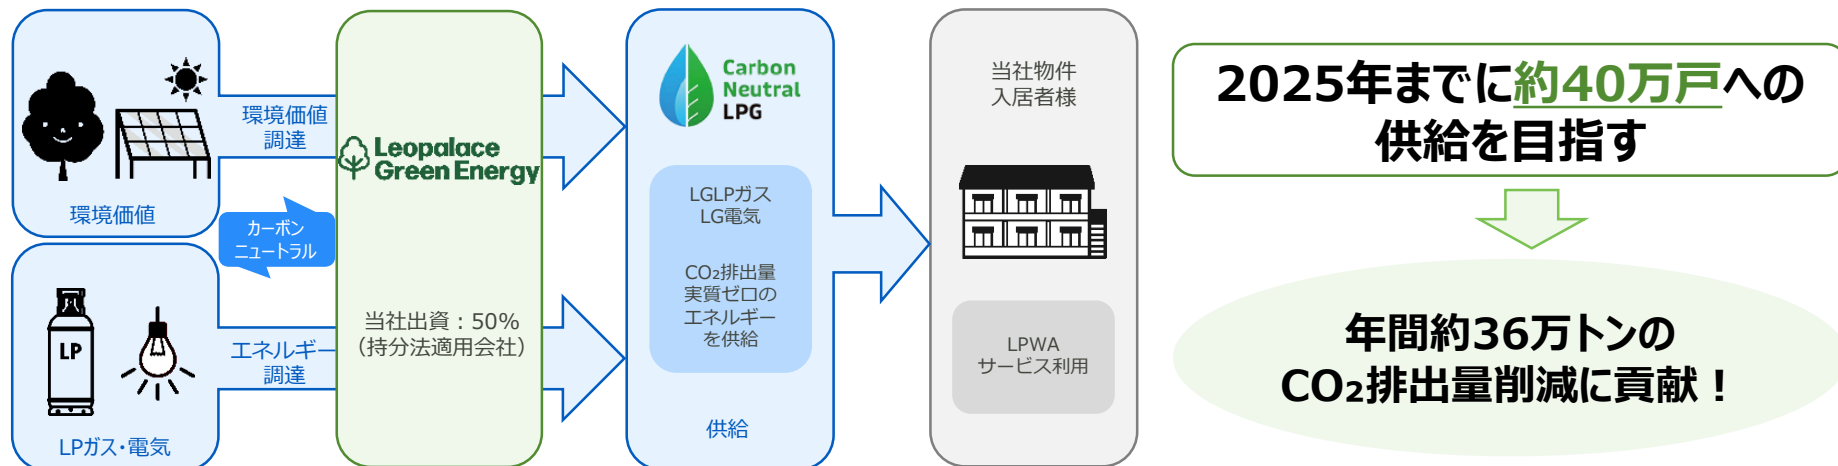 環境価値
環境価値
調達
カーボン
ニュートラル
LP
LPガス・電気
エネルギー
調達
Leopalace
Green Energy
当社出資：50%
（持分法適用会社）
Carbon
Neutral
LPG
LGLPガス
LG電気
CO₂排出量
実質ゼロの
エネルギー
を供給
供給
当社物件
入居者様
LPWA
サービス利用
2025年までに約40万戸への
供給を目指す
年間約36万トンの
CO₂排出量削減に貢献！